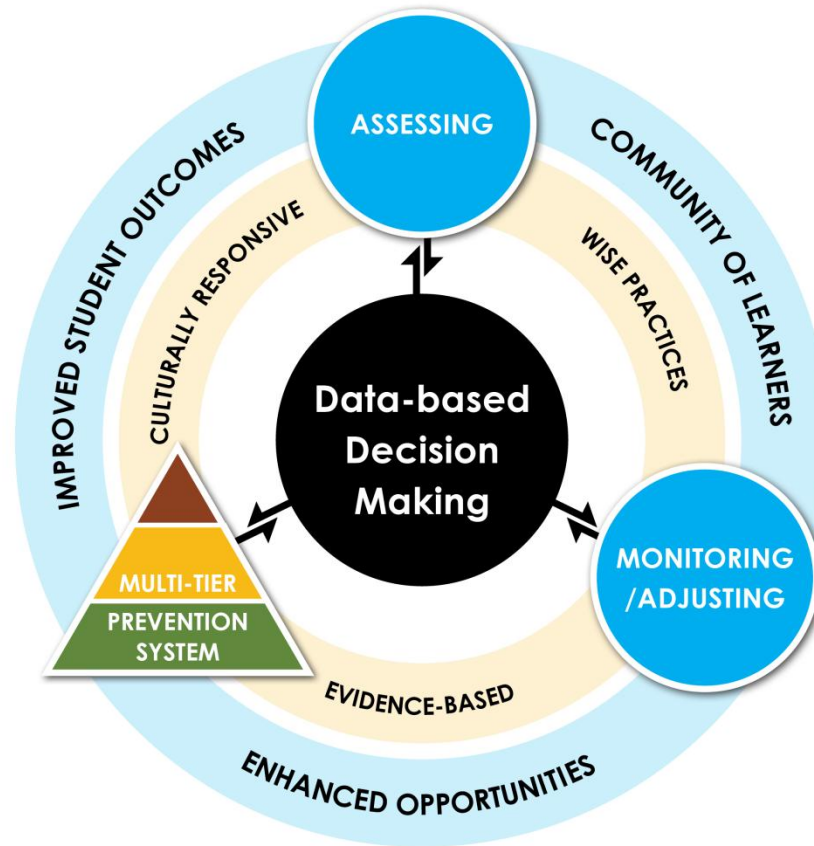 ASSESSING
IMPROVED STUDENT OUTCOMES
COMMUNITY OF LEARNERS
CULTURALLY RESPONSIVE
WISE PRACTICES
Data-based
Decision
Making
MULTI-TIER
PREVENTION
SYSTEM
MONITORING
/ADJUSTING
EVIDENCE-BASED
ENHANCED OPPORTUNITIES